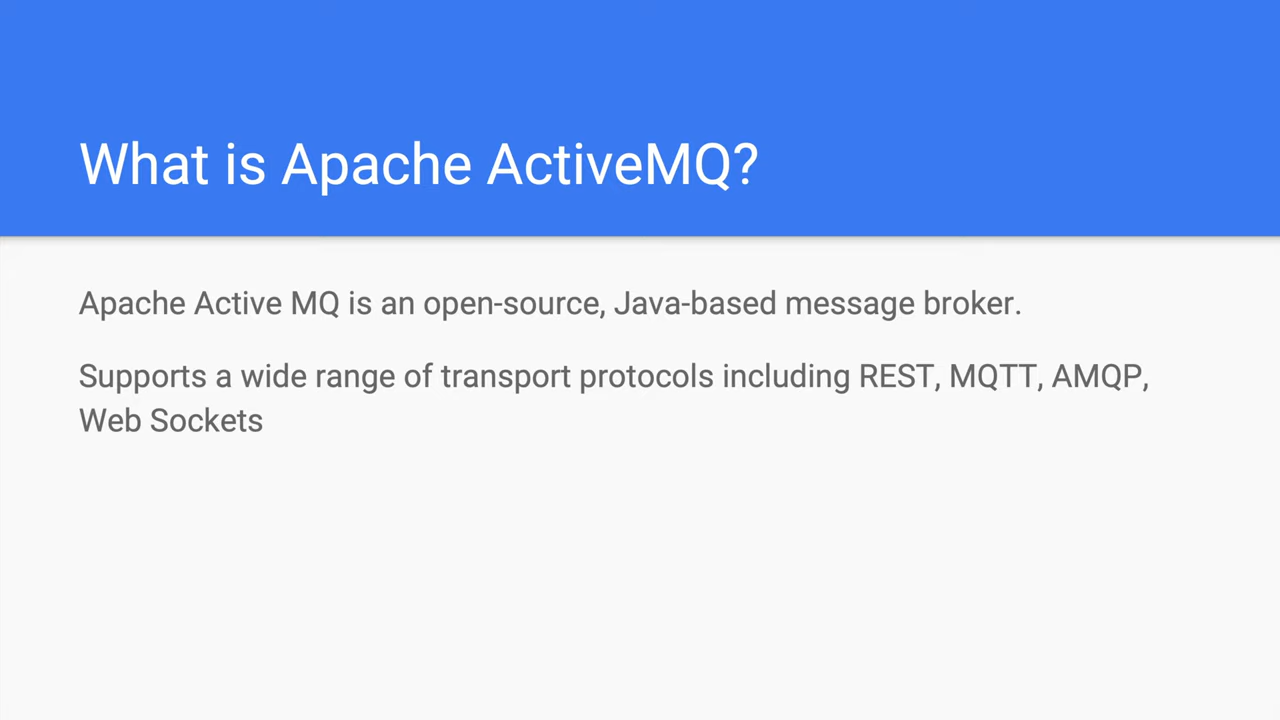 What is Apache ActiveMQ?
Apache Active MQ is an open-source, Java-based message broker.
Supports a wide range of transport protocols including REST, MQTT, AMQP,
Web Sockets